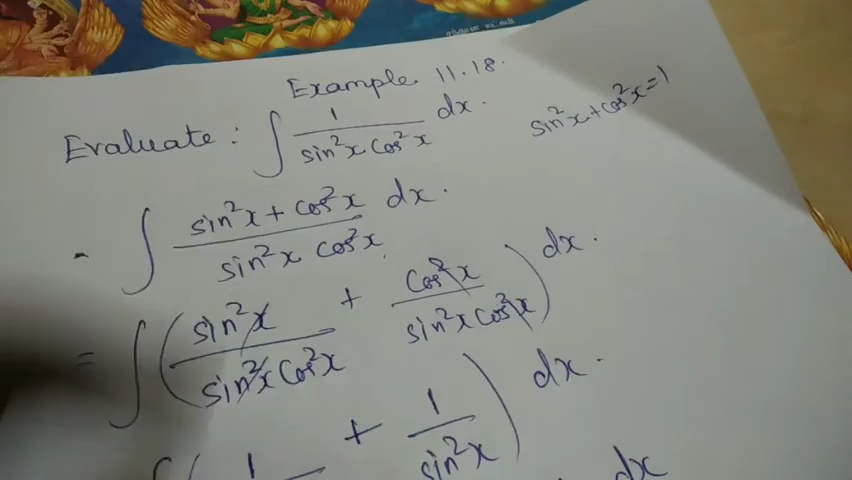 Example 11.18.
Evaluate : ∫ 1 / sin²x cos²x dx.
sin²x + cos²x = 1
= ∫ sin²x + cos²x / sin²x cos²x dx.
= ∫ ( sin²x / sin²x cos²x + cos²x / sin²x cos²x ) dx.
∫ ( 1 + 1 / sin²x ) dx.
dx